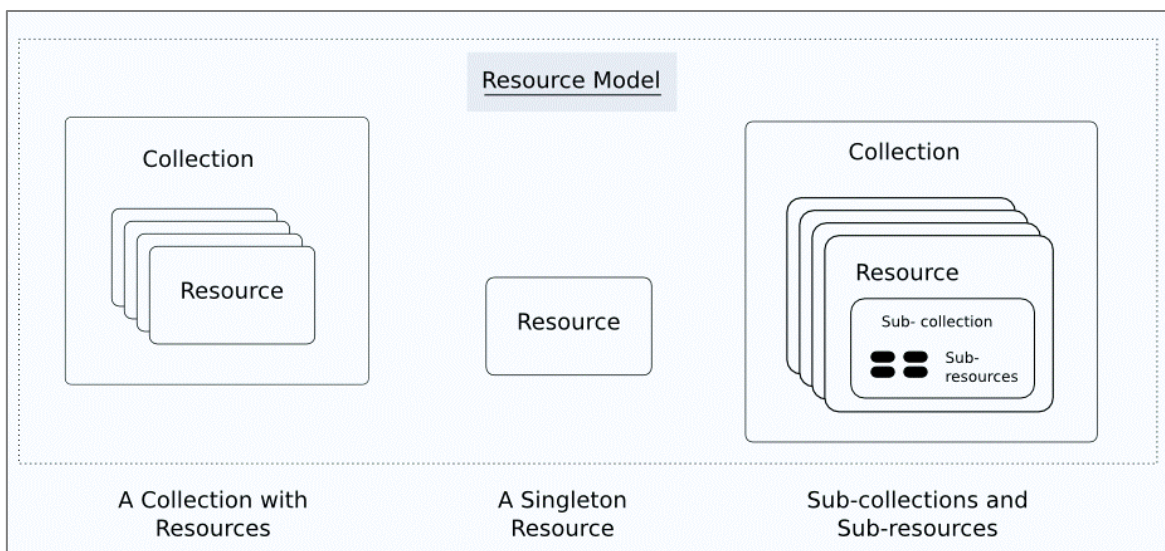 Resource Model
Collection
Resource
Resource
Collection
Resource
Sub- collection
Sub-
resources
A Collection with
Resources
A Singleton
Resource
Sub-collections and
Sub-resources